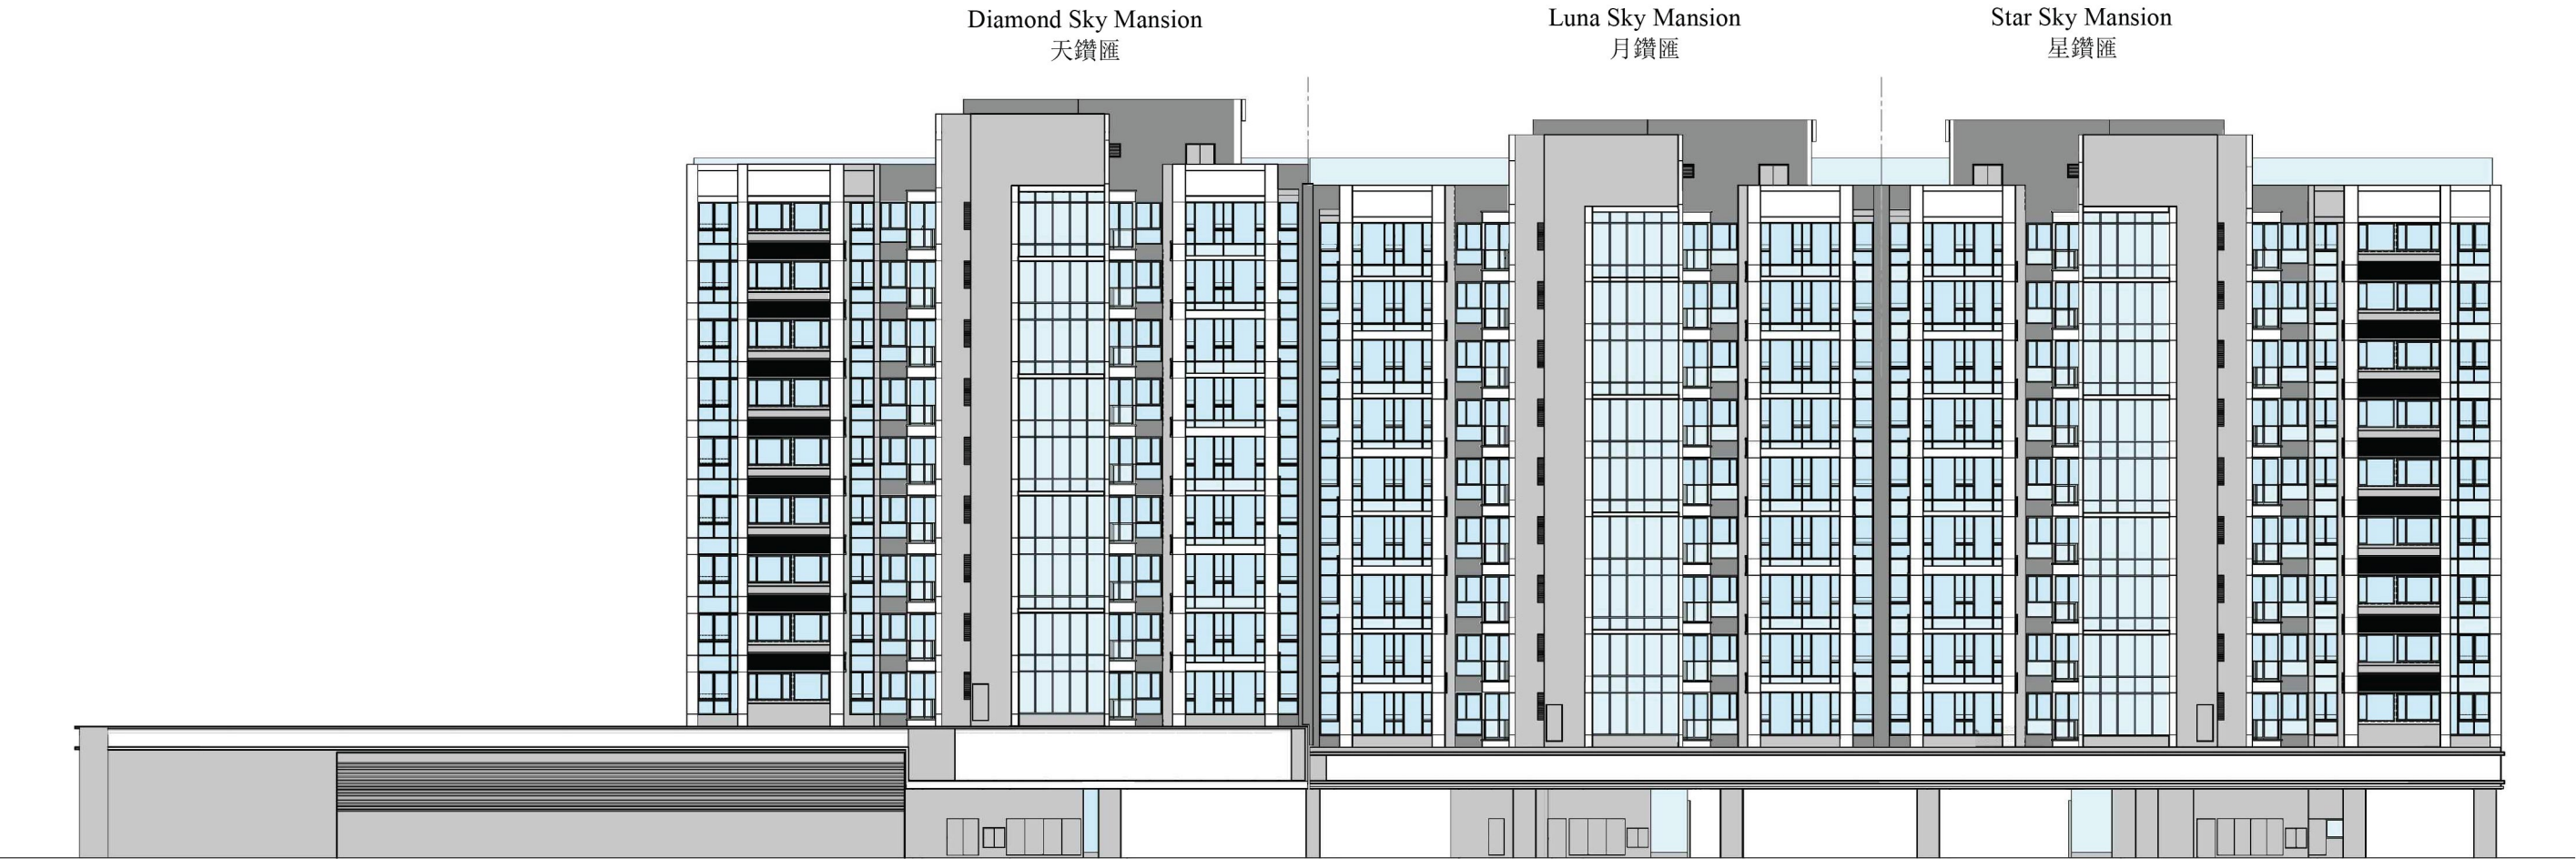 Diamond Sky Mansion
天鑽匯
Luna Sky Mansion
月鑽匯
Star Sky Mansion
星鑽匯